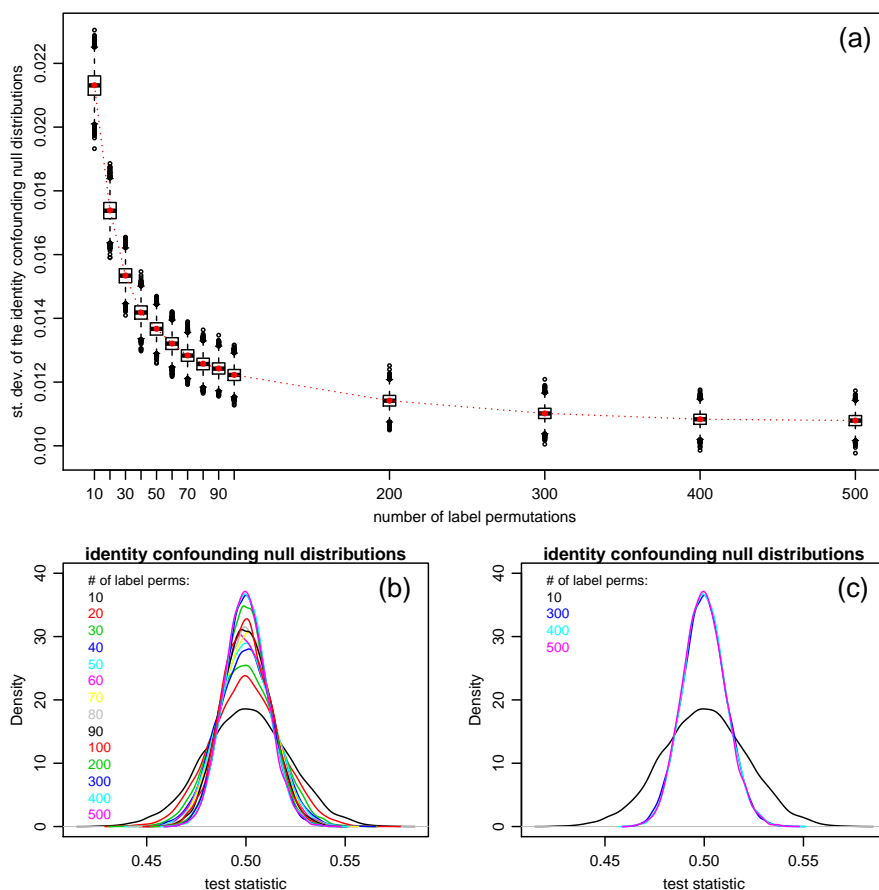 (a)
st. dev. of the identity confounding null distributions
0.022
0.020
0.018
0.016
0.014
0.012
0.010
10 30 50 70 90 200 300 400 500
number of label permutations
identity confounding null distributions
(b)
# of label perms:
10
20
30
40
50
60
70
80
90
100
200
300
400
500
Density
40
30
20
10
0
0.45 0.50 0.55
test statistic
identity confounding null distributions
(c)
# of label perms:
10
300
400
500
Density
40
30
20
10
0
0.45 0.50 0.55
test statistic